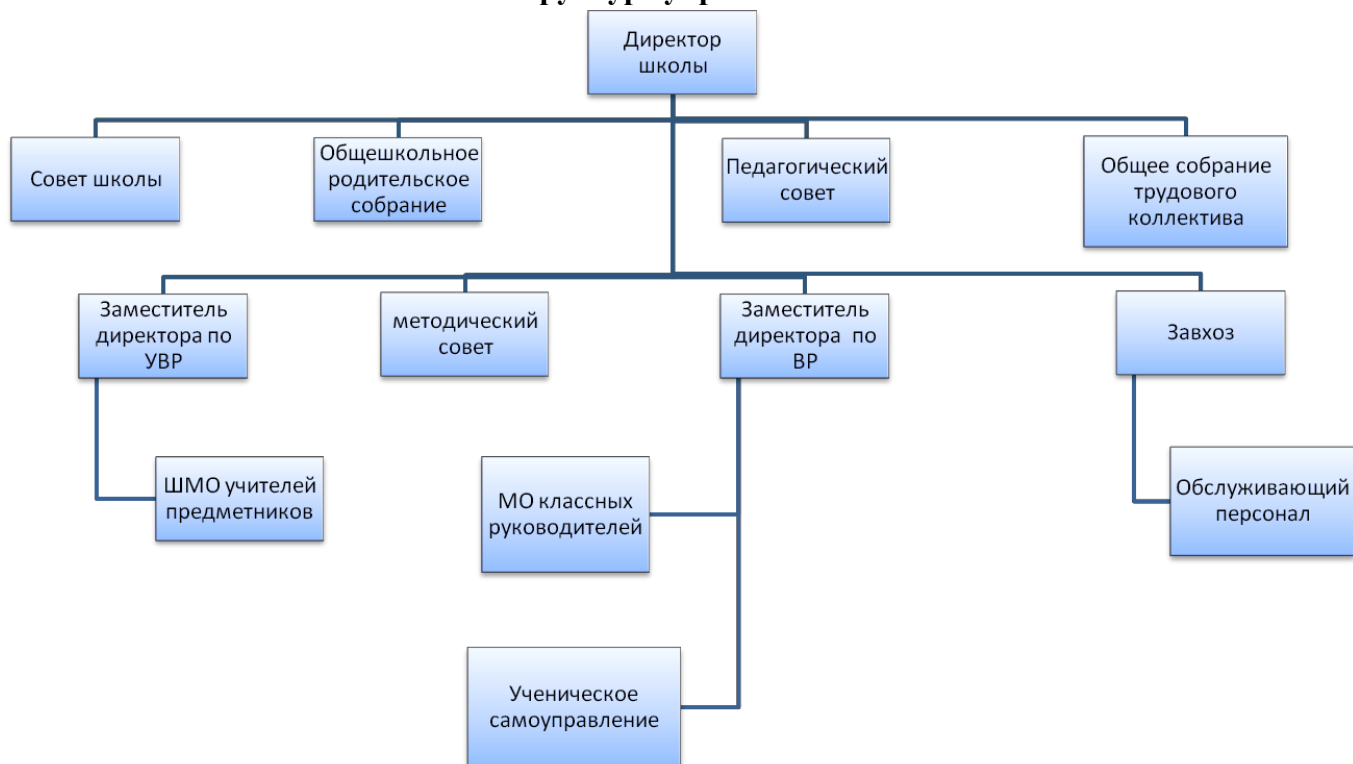 Директор
школы
Совет школы
Общешкольное
родительское
собрание
Педагогический
совет
Общее собрание
трудового
коллектива
Заместитель
директора по
УВР
методический
совет
Заместитель
директора по
ВР
Завхоз
ШМО учителей
предметников
МО классных
руководителей
Обслуживающий
персонал
Ученическое
самоуправление